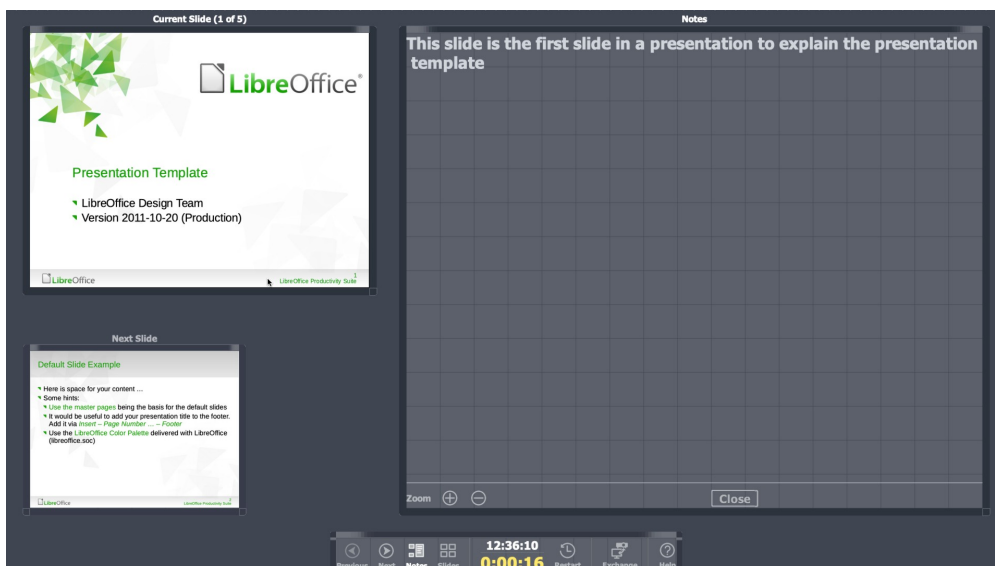 Current Slide (1 of 5)
LibreOffice®
Presentation Template
LibreOffice Design Team
Version 2011-10-20 (Production)
LibreOffice
LibreOffice Productivity Suite
1
Next Slide
Default Slide Example
Here is space for your content …
Some hints:
Use the master pages being the basis for the default slides
It would be useful to add your presentation title to the footer.
Add it via Insert – Page Number … – Footer
Use the LibreOffice Color Palette delivered with LibreOffice
(libreoffice.soc)
LibreOffice
LibreOffice Productivity Suite
Notes
This slide is the first slide in a presentation to explain the presentation
template
Zoom
Close
Previous Next Notes Slides 12:36:10 0:00:16 Restart Exchange Help